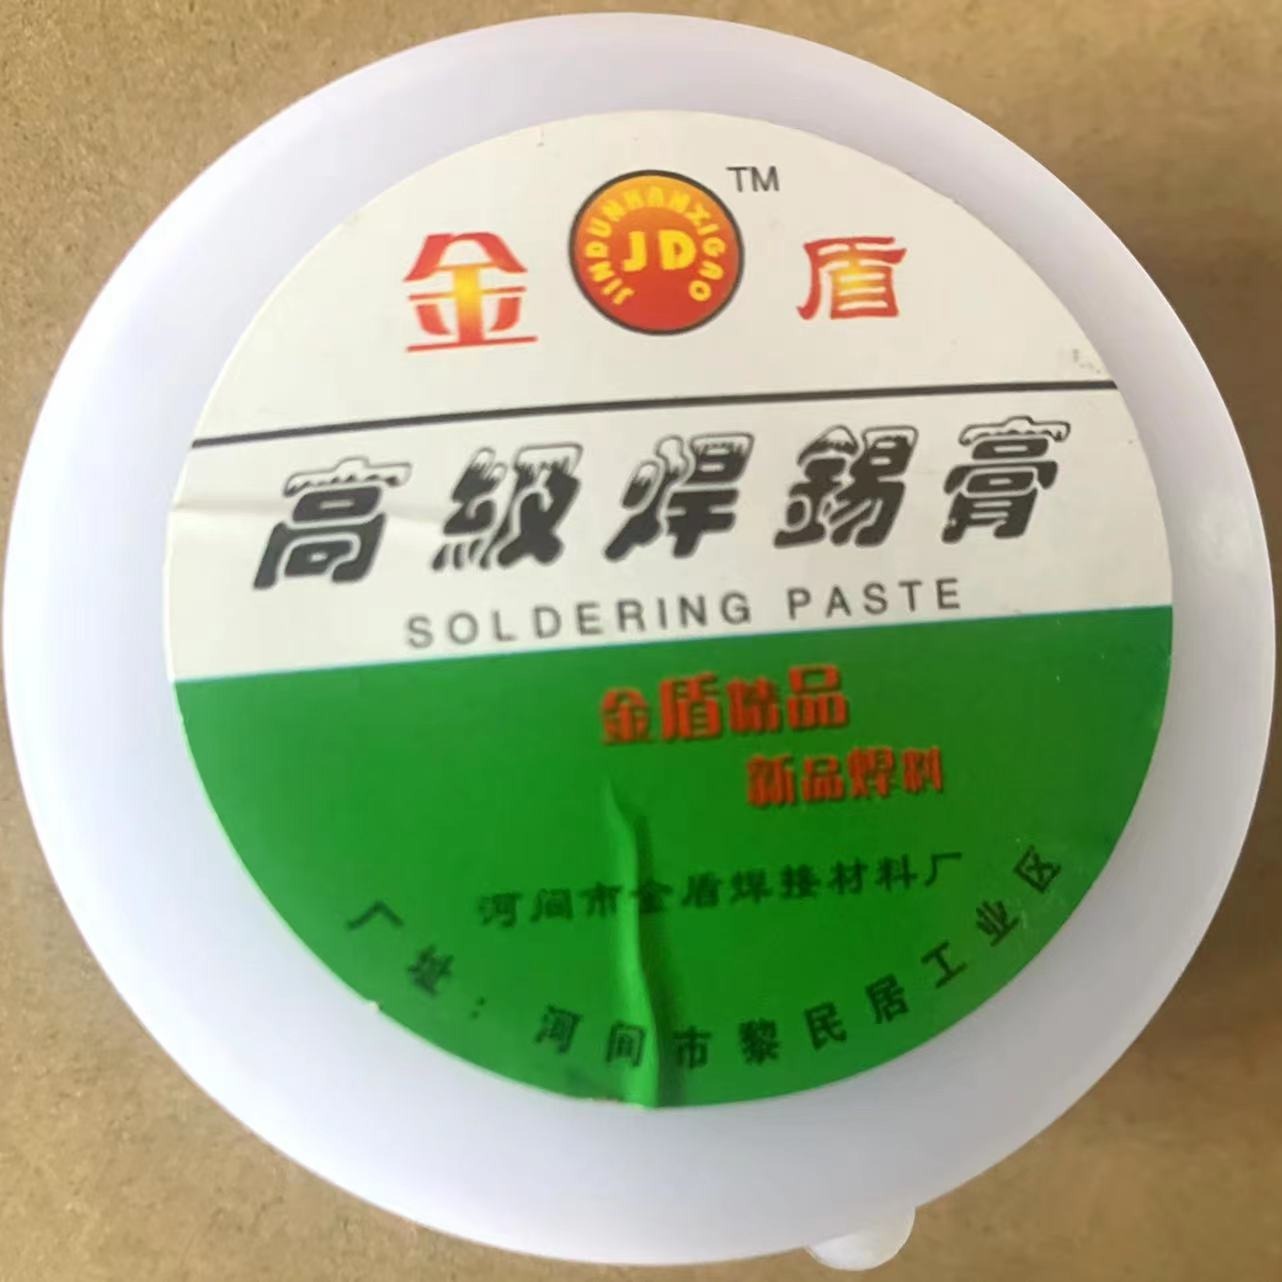 金 盾 TM
JINDUNHANXIGAO
JD
高级焊錫膏
SOLDERING PASTE
金盾精品
新品焊剂
河间市金盾焊接材料厂
厂址：河间市黎民居工业区